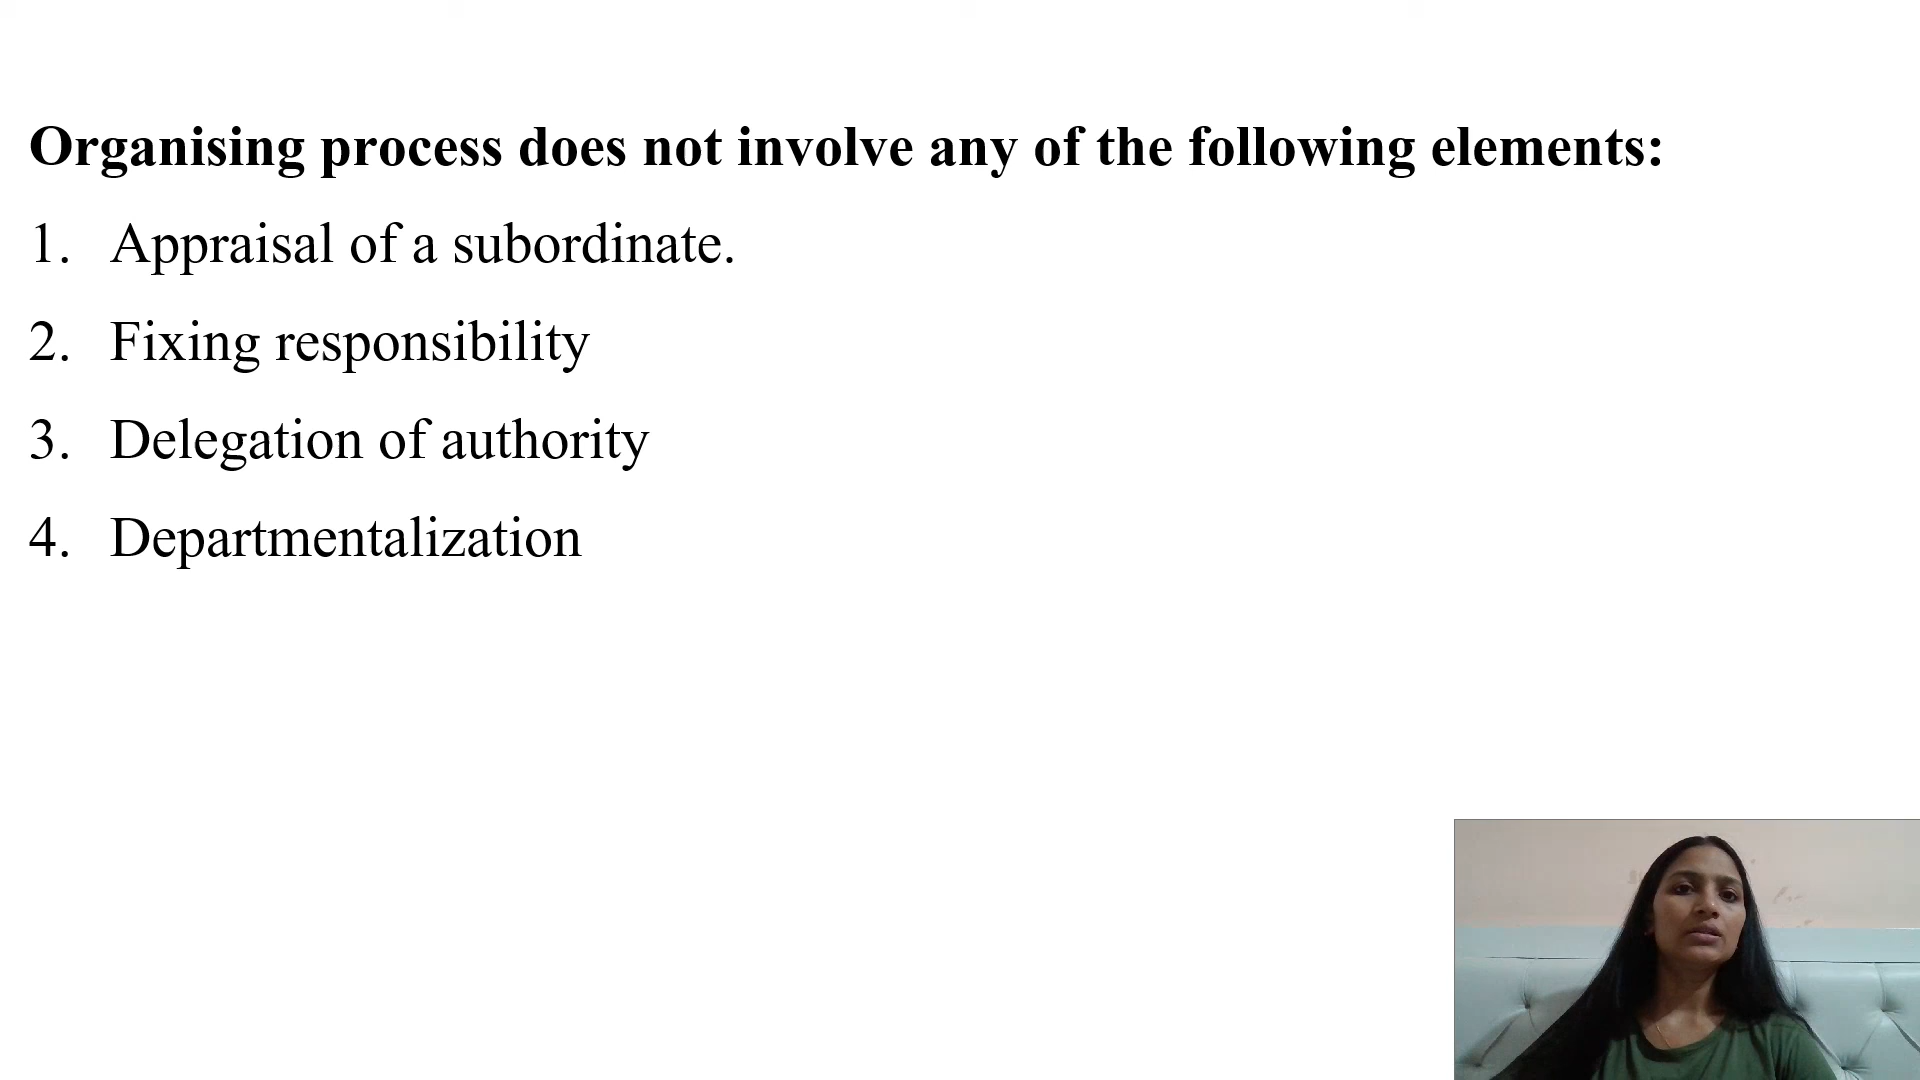 Organising process does not involve any of the following elements:
1. Appraisal of a subordinate.
2. Fixing responsibility
3. Delegation of authority
4. Departmentalization